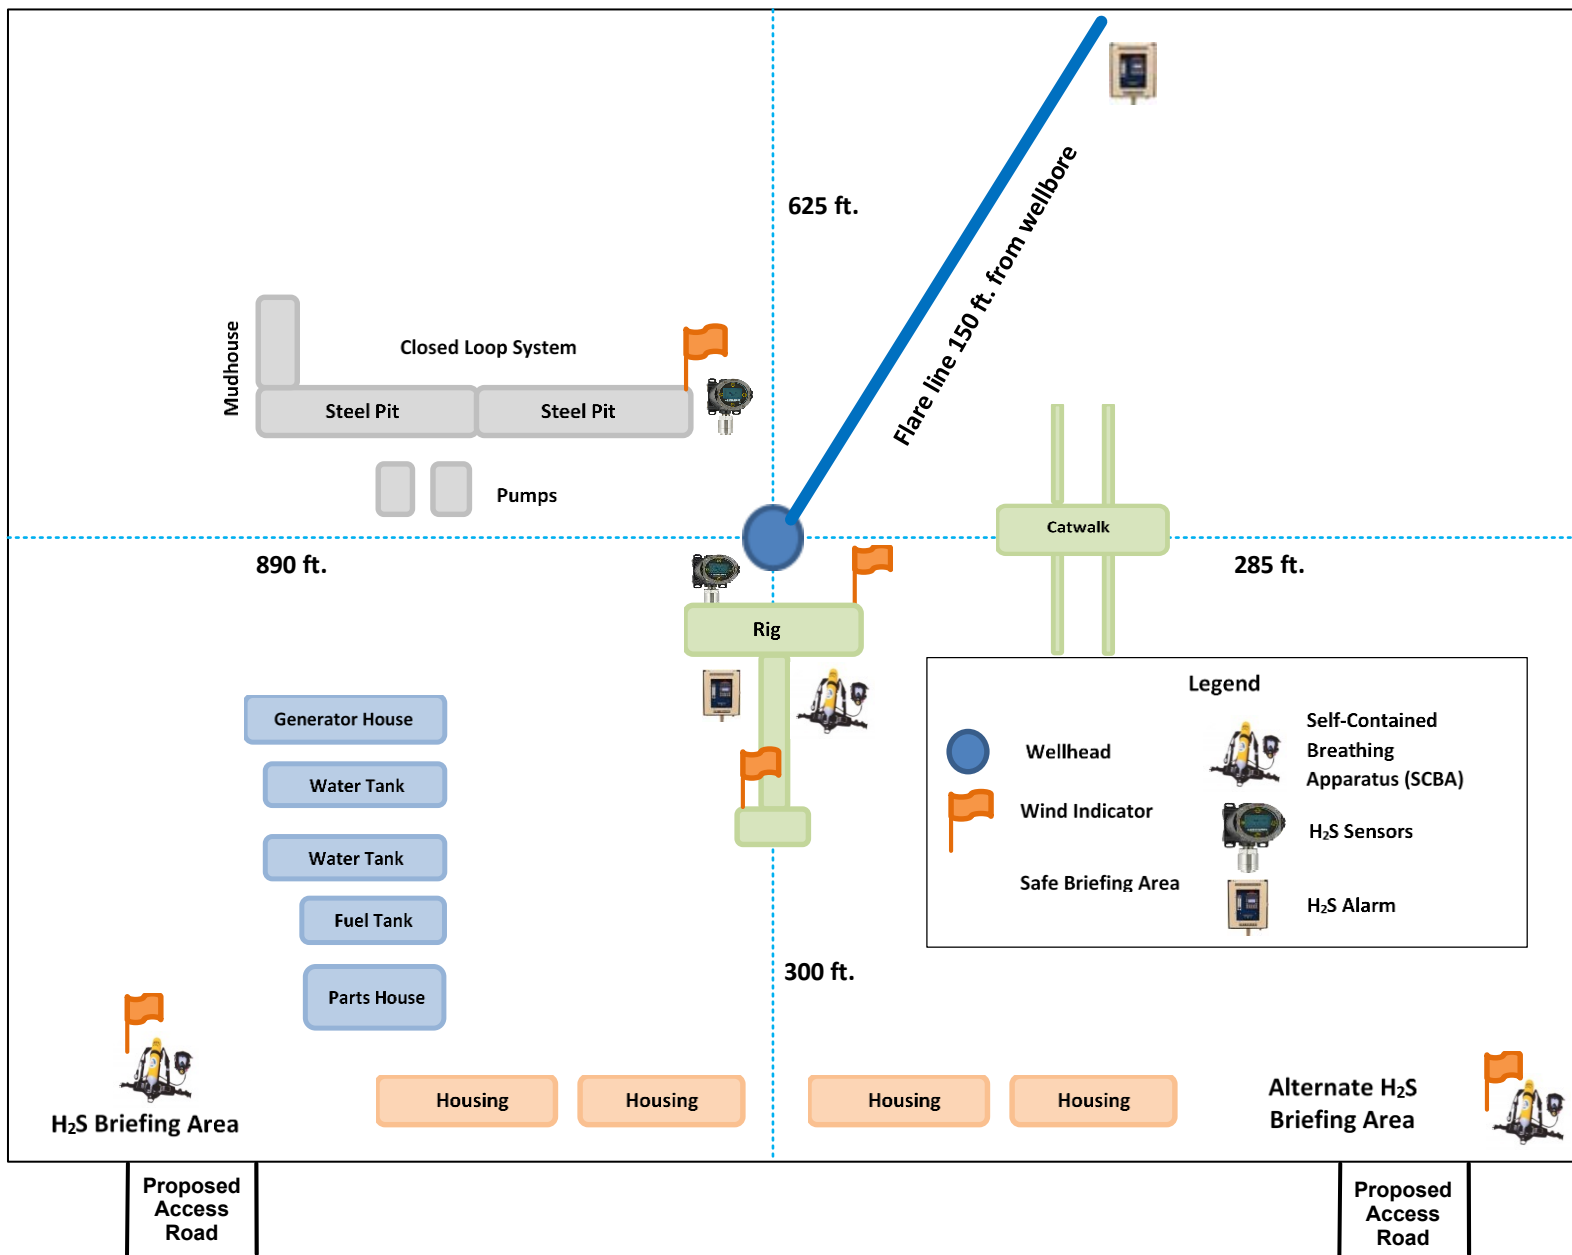 625 ft.
Flare line 150 ft. from wellbore
Mudhouse
Closed Loop System
Steel Pit
Steel Pit
Pumps
Catwalk
890 ft.
285 ft.
Rig
Legend
Wellhead
Self-Contained
Breathing
Apparatus (SCBA)
Wind Indicator
H₂S Sensors
Safe Briefing Area
H₂S Alarm
Generator House
Water Tank
Water Tank
Fuel Tank
Parts House
300 ft.
H₂S Briefing Area
Housing
Housing
Housing
Housing
Alternate H₂S
Briefing Area
Proposed
Access
Road
Proposed
Access
Road